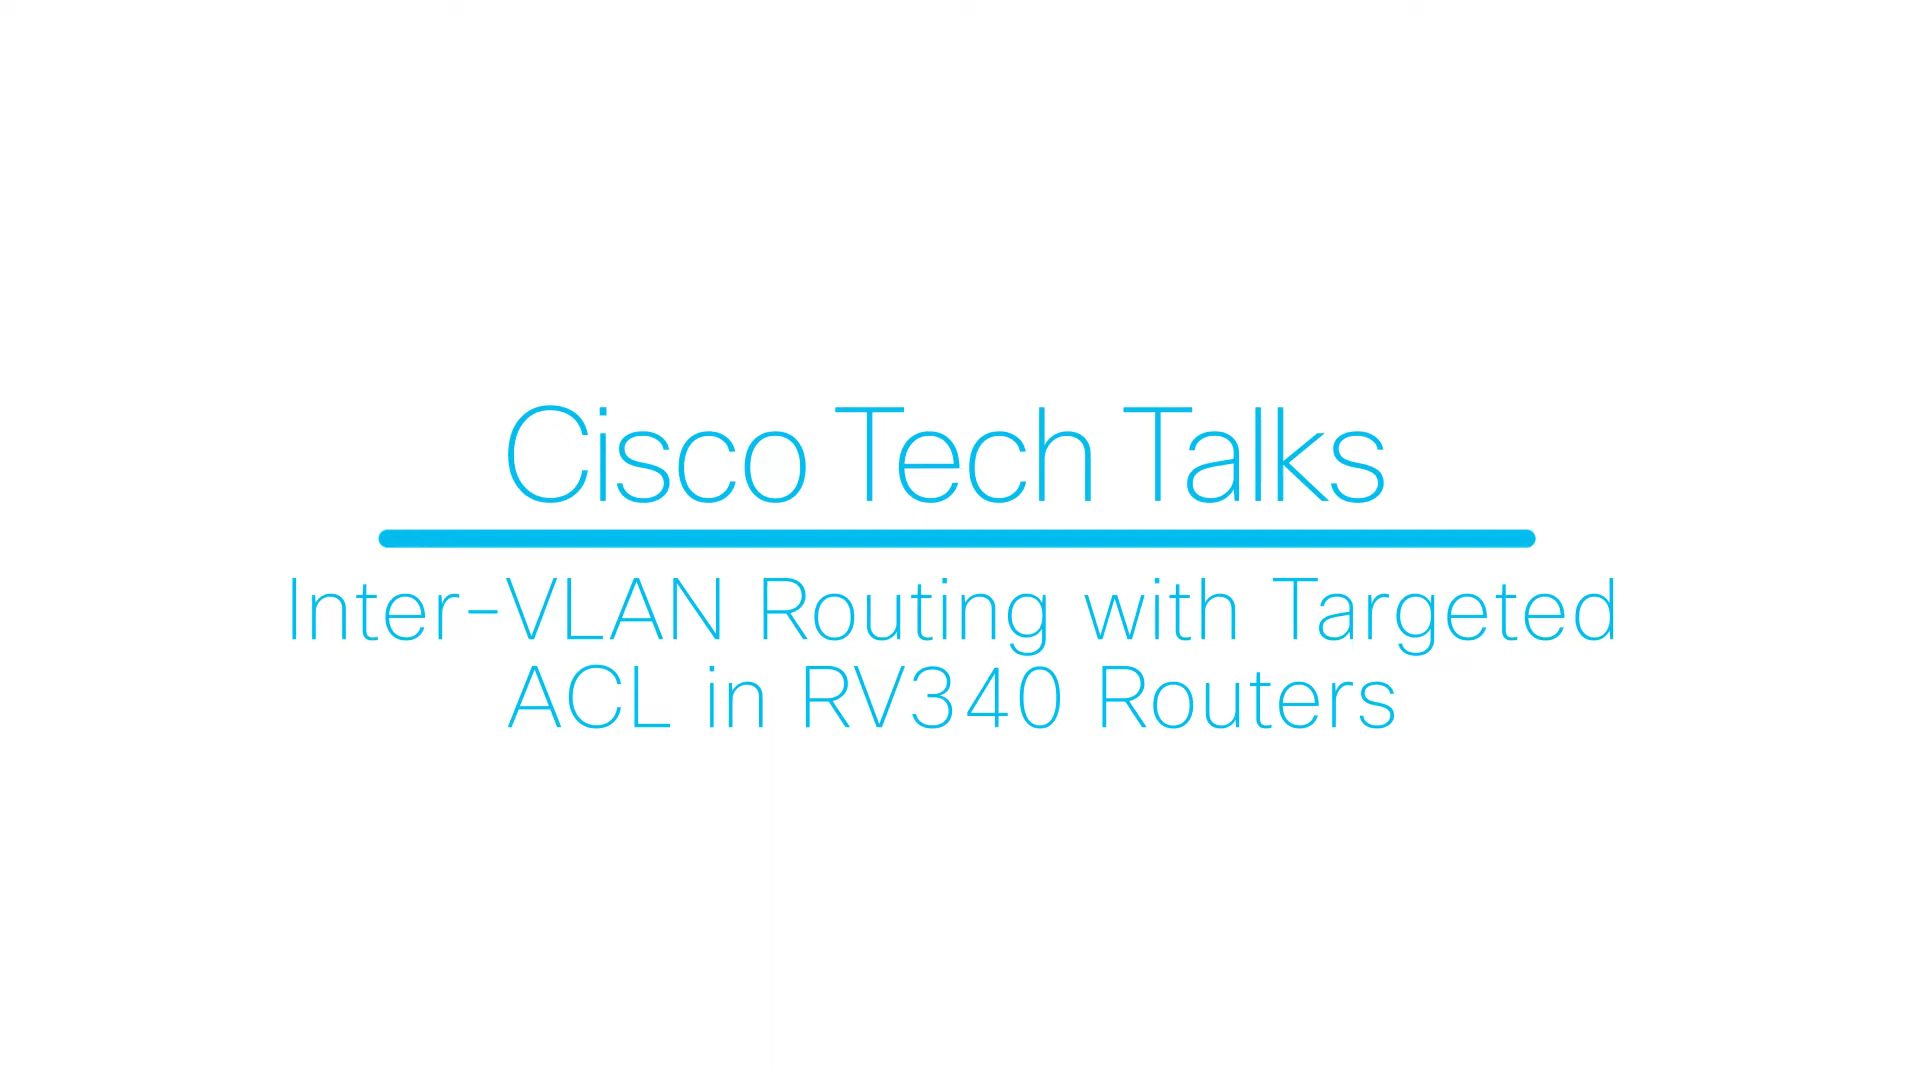 Cisco Tech Talks
Inter-VLAN Routing with Targeted
ACL in RV340 Routers